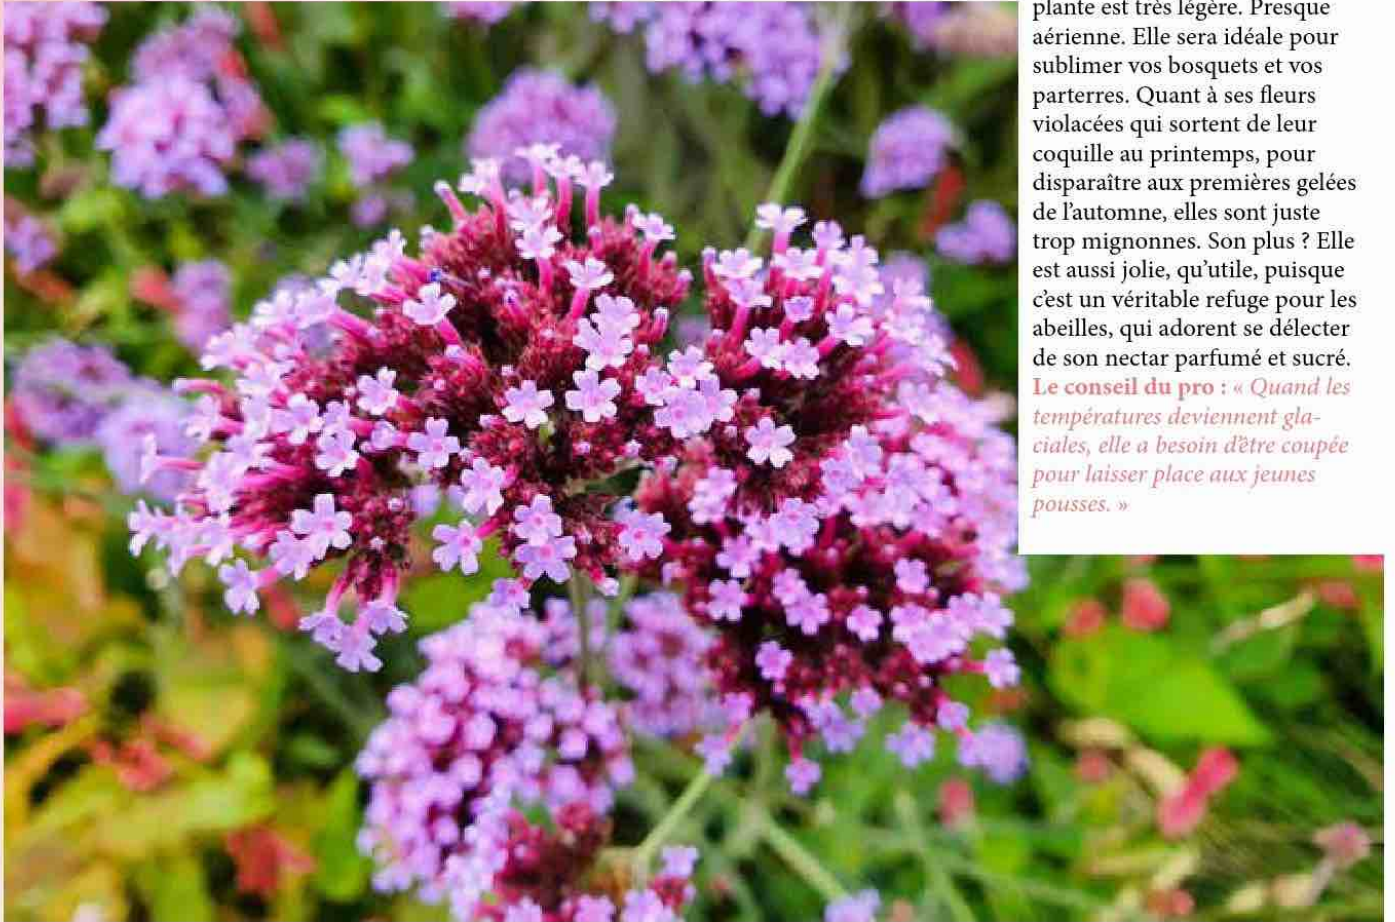 plante est très légère. Presque
aérienne. Elle sera idéale pour
sublimer vos bosquets et vos
parterres. Quant à ses fleurs
violacées qui sortent de leur
coquille au printemps, pour
disparaître aux premières gelées
de l’automne, elles sont juste
trop mignonnes. Son plus ? Elle
est aussi jolie, qu’utile, puisque
c’est un véritable refuge pour les
abeilles, qui adorent se délecter
de son nectar parfumé et sucré.
Le conseil du pro : « Quand les
températures deviennent gla-
ciales, elle a besoin d’être coupée
pour laisser place aux jeunes
pousses. »